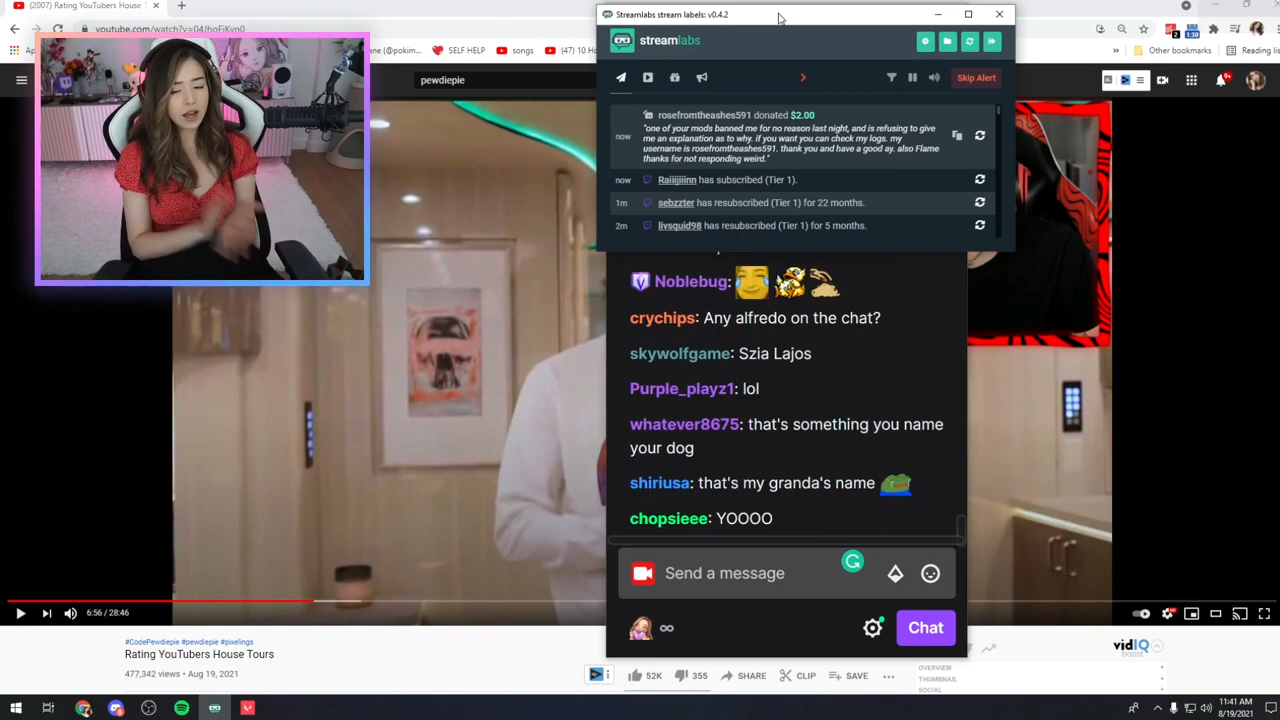 (2007) Rating YouTubers House T
youtube.com/watch?v=04JhoFiKvn0
SELF HELP
songs
(47) 10 Ho
Other bookmarks
Reading list
pewdiepie
9+
Streamlabs stream labels: v0.4.2
streamlabs
Skip Alert
rosefromtheashes591 donated $2.00
now
"one of your mods banned me for no reason last night, and is refusing to give
me an explanation as to why. if you want you can check my logs. my
username is rosefromtheashes591. thank you and have a good ay. also Flame
thanks for not responding weird."
now Raiiijiiinn has subscribed (Tier 1).
1m sebzzter has resubscribed (Tier 1) for 22 months.
2m livsquid98 has resubscribed (Tier 1) for 5 months.
Noblebug:
crychips: Any alfredo on the chat?
skywolfgame: Szia Lajos
Purple_playz1: lol
whatever8675: that's something you name
your dog
shiriusa: that's my granda's name
chopsieee: YOOOO
Send a message
Chat
6:56 / 28:46
#CodePewdiepie #pewdiepie #pixelings
Rating YouTubers House Tours
477,342 views • Aug 19, 2021
52K
355
SHARE
CLIP
SAVE
vidIQ
boost
OVERVIEW
THUMBNAIL
SOCIAL
11:41 AM
8/19/2021